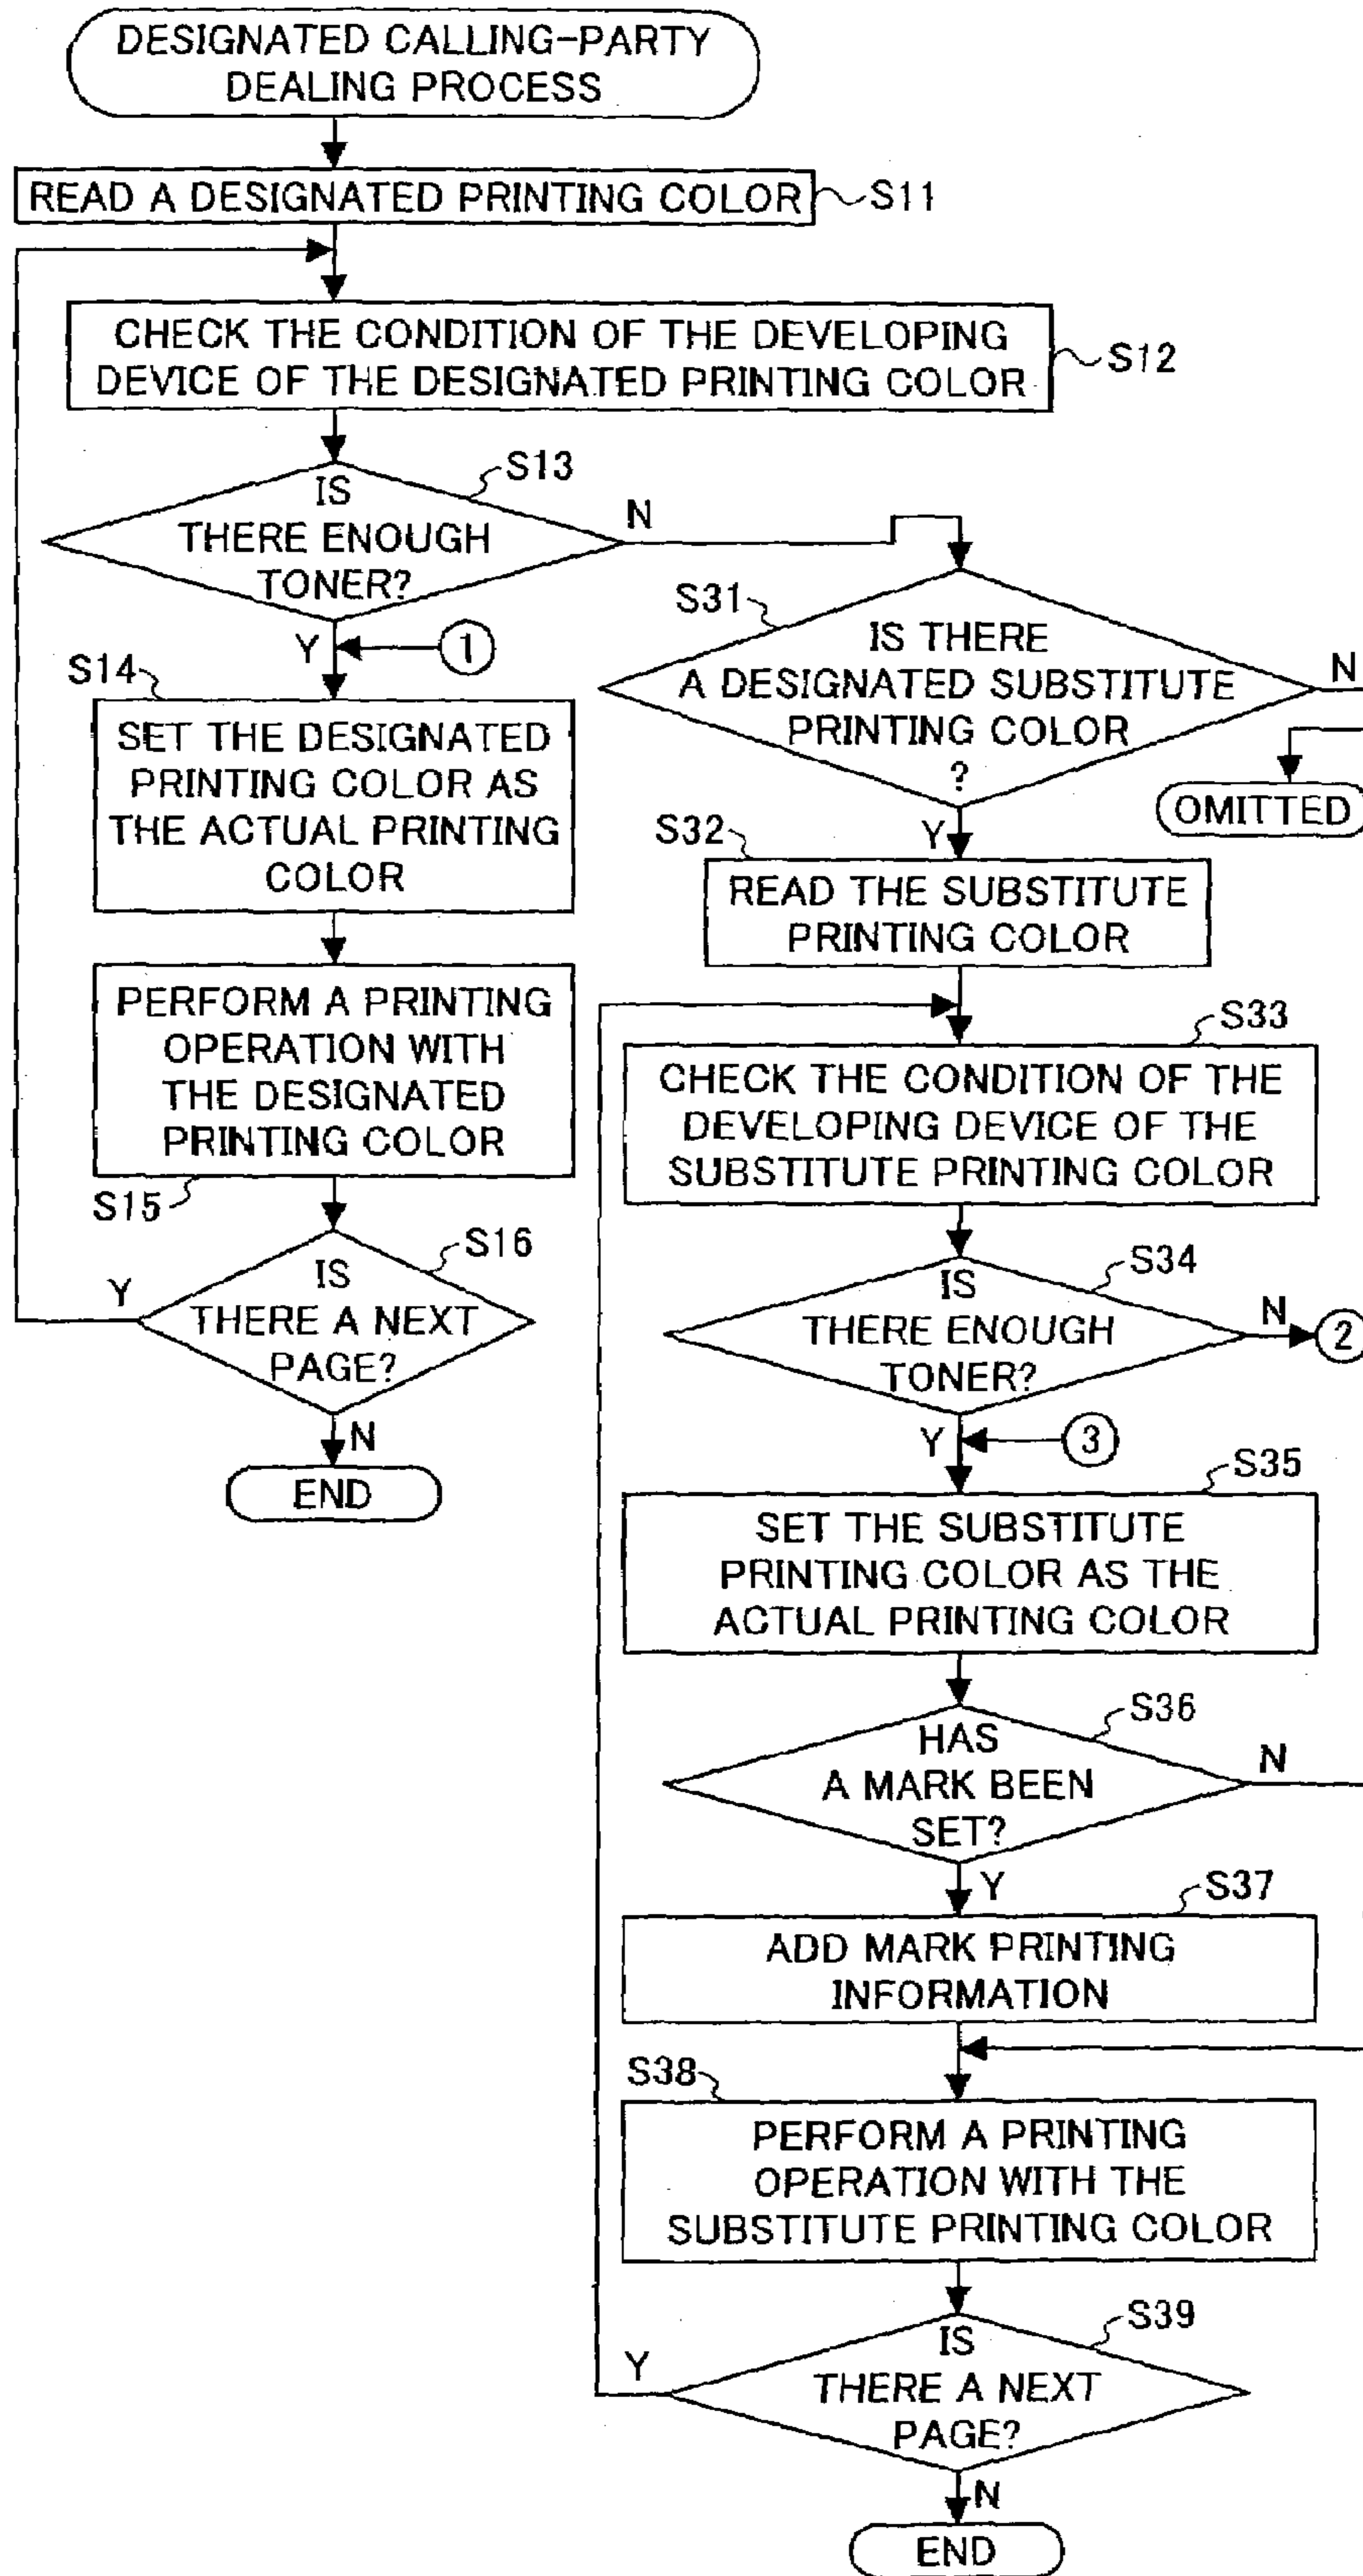 DESIGNATED CALLING-PARTY
DEALING PROCESS
READ A DESIGNATED PRINTING COLOR
S11
CHECK THE CONDITION OF THE DEVELOPING
DEVICE OF THE DESIGNATED PRINTING COLOR
S12
S13
IS
THERE ENOUGH
TONER?
N
Y
1
S14
SET THE DESIGNATED
PRINTING COLOR AS
THE ACTUAL PRINTING
COLOR
PERFORM A PRINTING
OPERATION WITH
THE DESIGNATED
PRINTING COLOR
S15
S16
IS
THERE A NEXT
PAGE?
Y
N
END
S31
IS THERE
A DESIGNATED SUBSTITUTE
PRINTING COLOR
?
N
OMITTED
Y
S32
READ THE SUBSTITUTE
PRINTING COLOR
S33
CHECK THE CONDITION OF THE
DEVELOPING DEVICE OF THE
SUBSTITUTE PRINTING COLOR
S34
IS
THERE ENOUGH
TONER?
N
2
Y
3
S35
SET THE SUBSTITUTE
PRINTING COLOR AS THE
ACTUAL PRINTING COLOR
S36
HAS
A MARK BEEN
SET?
N
Y
S37
ADD MARK PRINTING
INFORMATION
S38
PERFORM A PRINTING
OPERATION WITH THE
SUBSTITUTE PRINTING COLOR
S39
IS
THERE A NEXT
PAGE?
Y
N
END